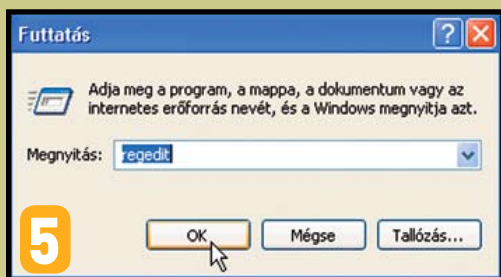 Futtatás
Adja meg a program, a mappa, a dokumentum vagy az
internetes erőforrás nevét, és a Windows megnyitja azt.
Megnyitás: regedit
5
OK Mégse Tallózás...